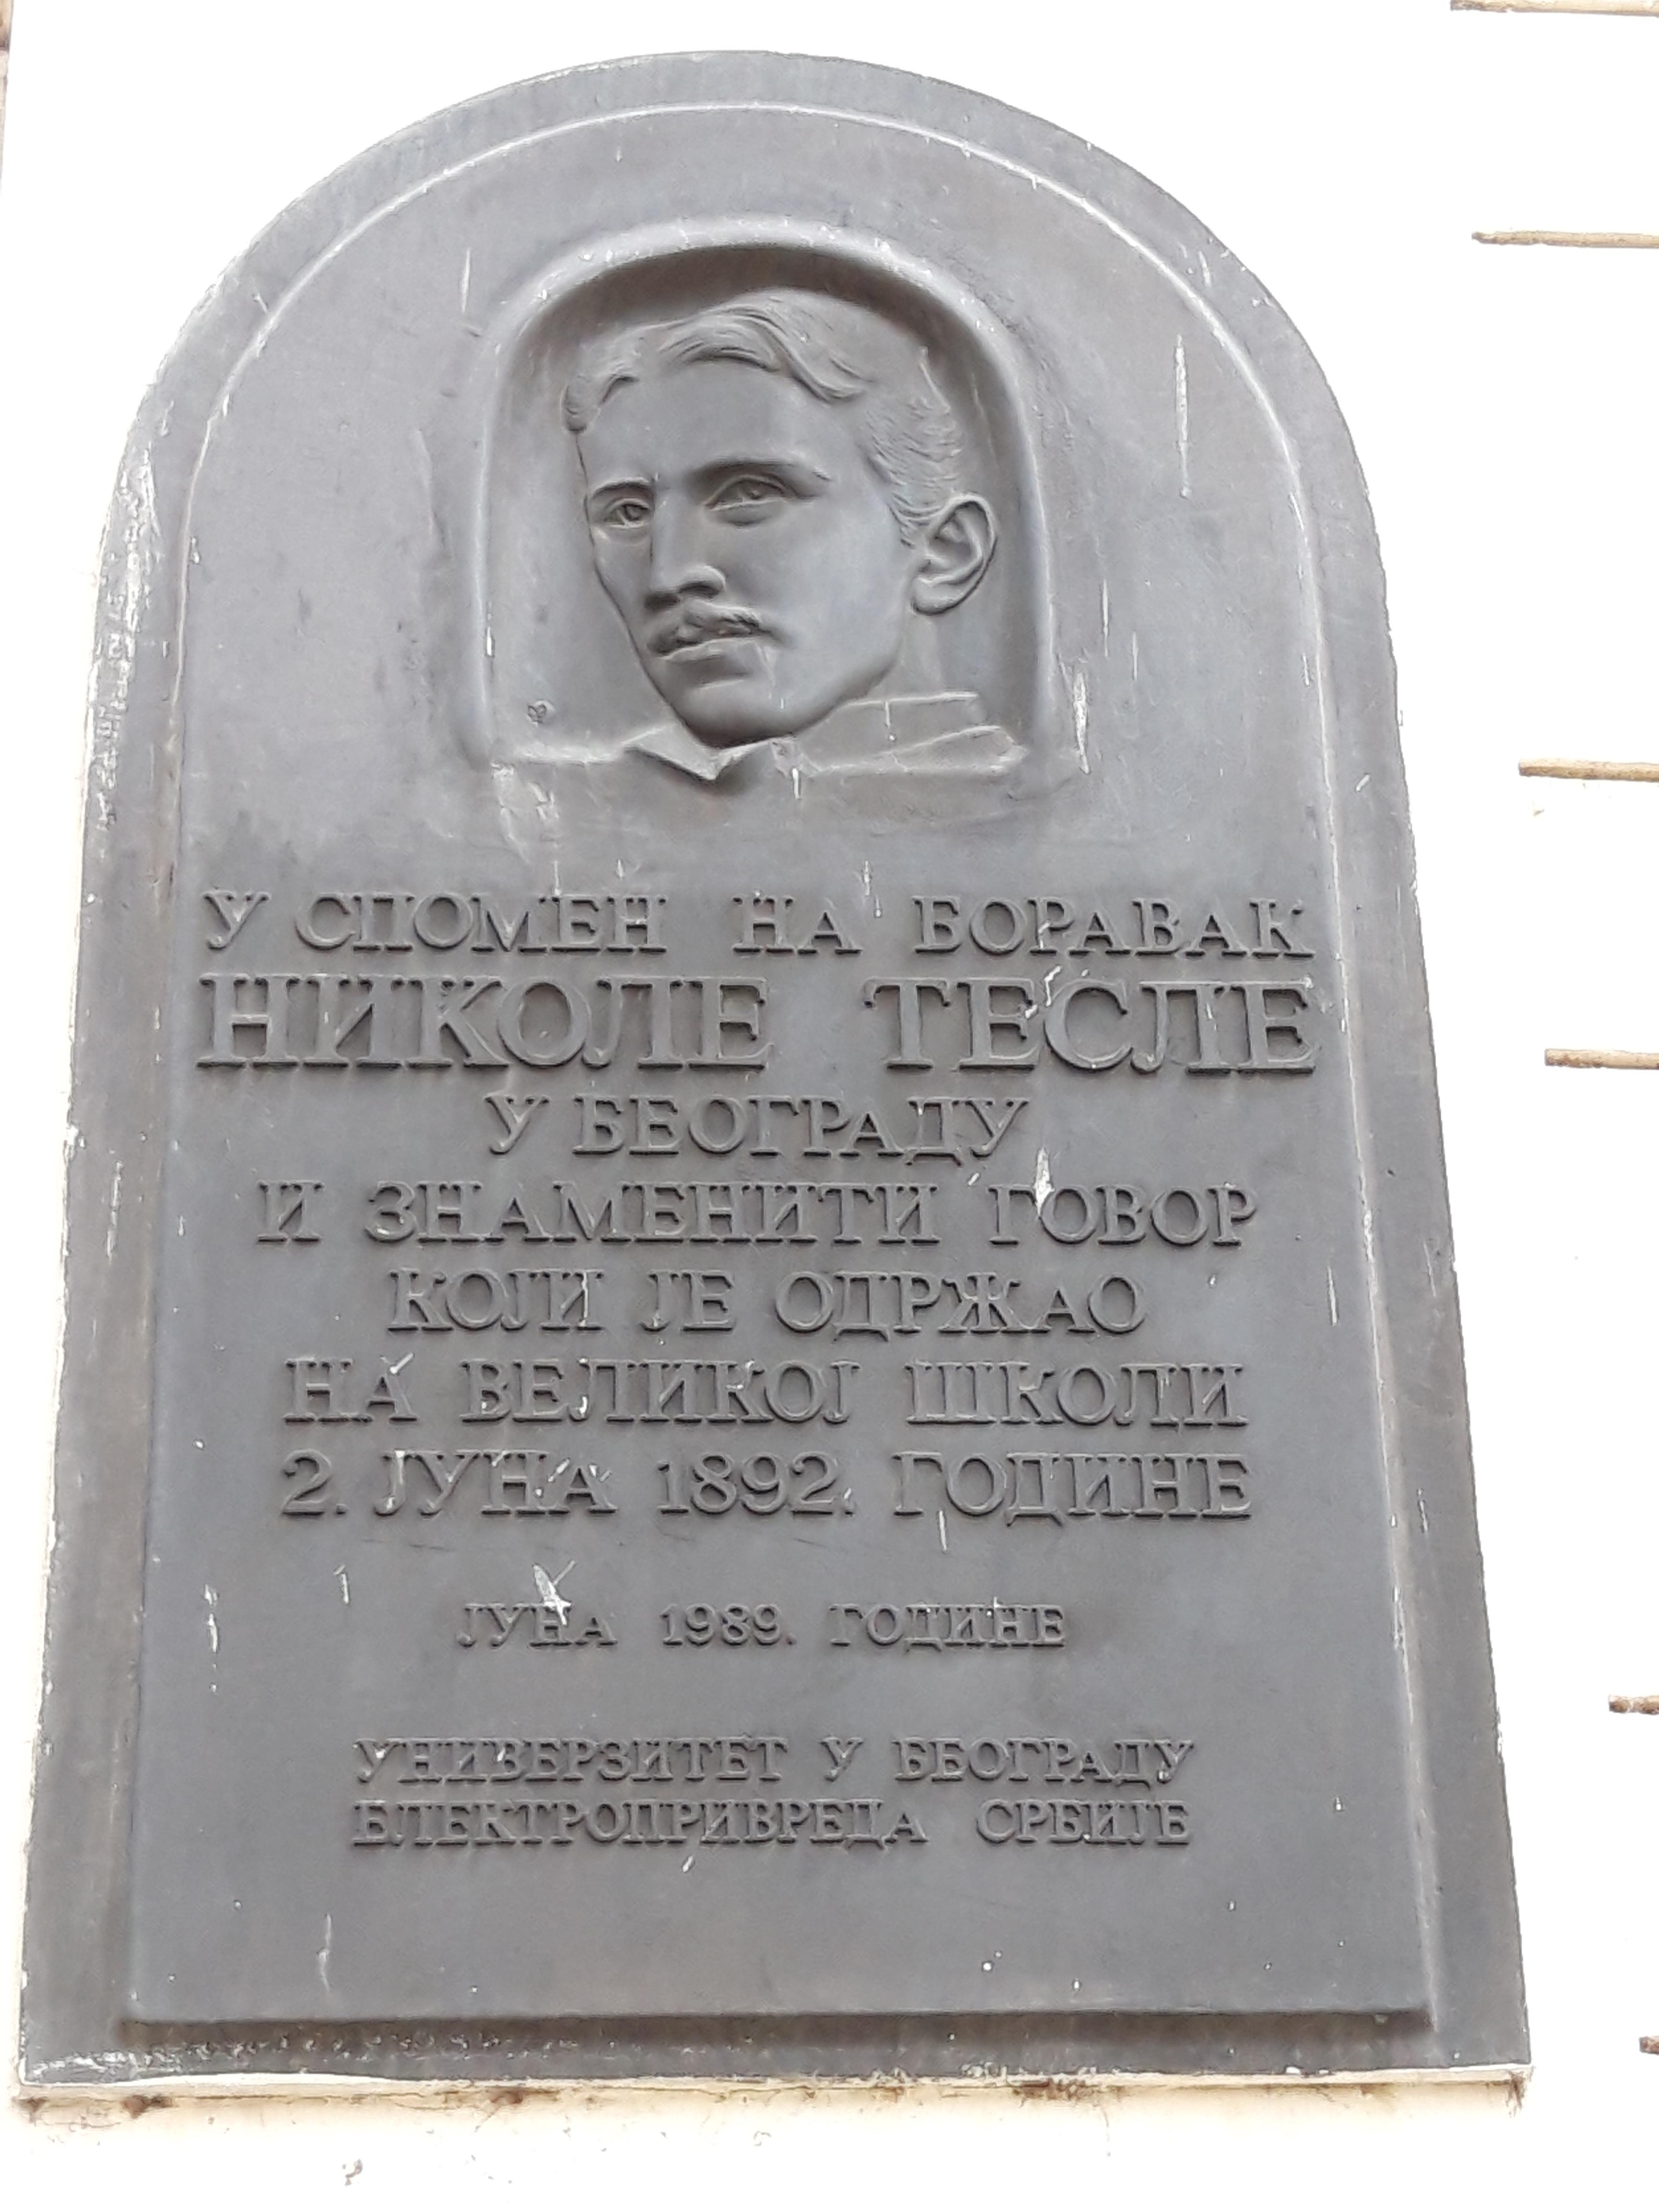 У СПОМЕН НА БОРАВАК
НИКОЛЕ ТЕСЛЕ
У БЕОГРАДУ
И ЗНАМЕНИТИ ГОВОР
КОЈИ ЈЕ ОДРЖАО
НА ВЕЛИКОЈ ШКОЛИ
2. ЈУНА 1892. ГОДИНЕ
ЈУНА 1989. ГОДИНЕ
УНИВЕРЗИТЕТ У БЕОГРАДУ
ЕЛЕКТРОПРИВРЕДА СРБИЈЕ